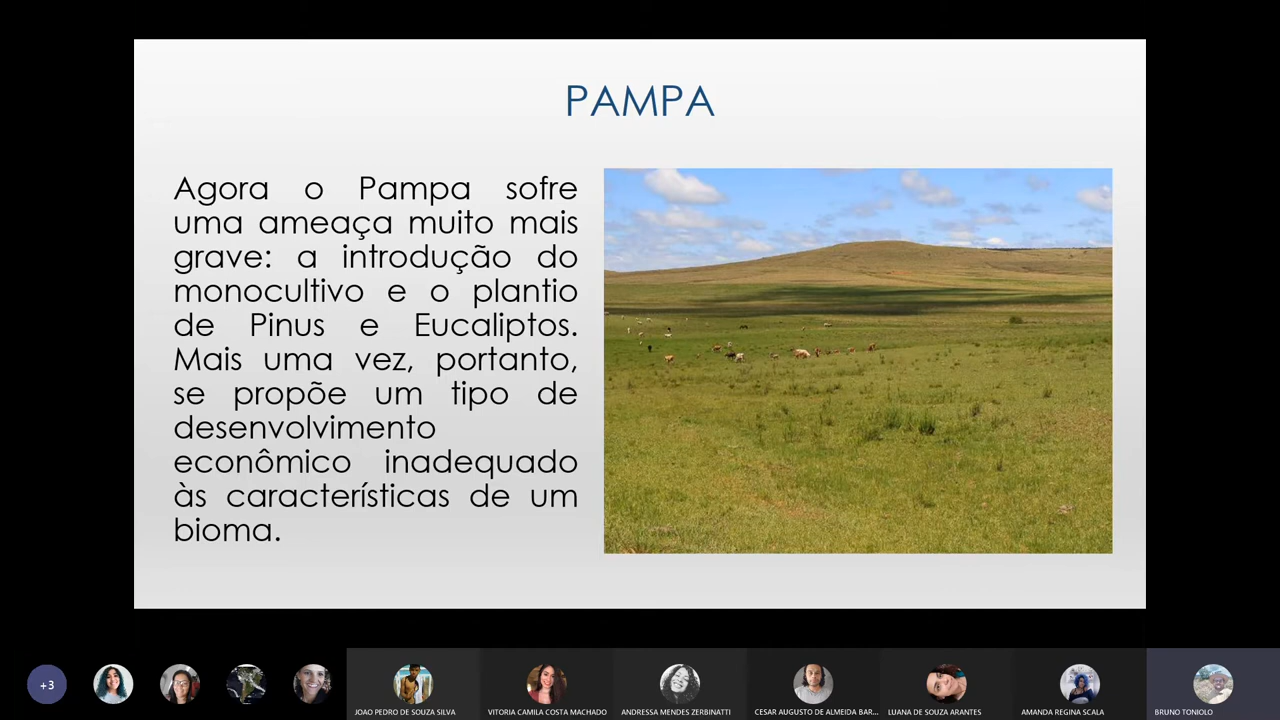 PAMPA
Agora o Pampa sofre
uma ameaça muito mais
grave: a introdução do
monocultivo e o plantio
de Pinus e Eucaliptos.
Mais uma vez, portanto,
se propõe um tipo de
desenvolvimento
econômico inadequado
às características de um
bioma.
+3
JOAO PEDRO DE SOUZA SILVA
VITORIA CAMILA COSTA MACHADO
ANDRESSA MENDES ZERBINATTI
CESAR AUGUSTO DE ALMEIDA BAR...
LUANA DE SOUZA ARANTES
AMANDA REGINA SCALA
BRUNO TONIOLO